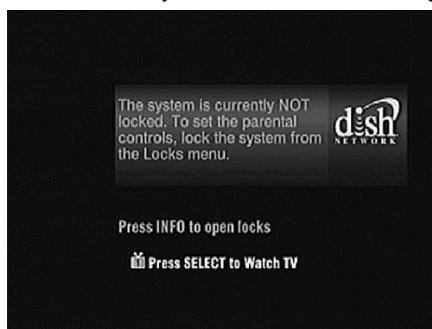 The system is currently NOT
locked. To set the parental
controls, lock the system from
the Locks menu.
dish
NETWORK
Press INFO to open locks
Press SELECT to Watch TV